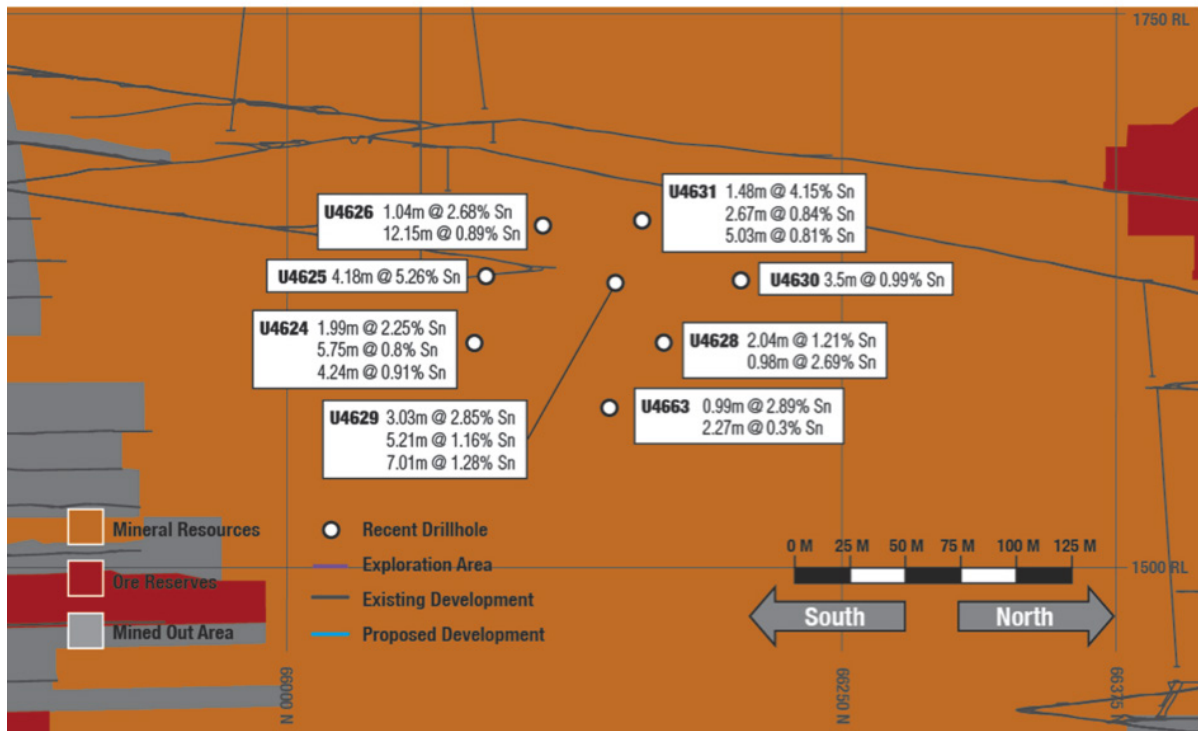 1750 RL
U4626 1.04m @ 2.68% Sn
12.15m @ 0.89% Sn
U4631 1.48m @ 4.15% Sn
2.67m @ 0.84% Sn
5.03m @ 0.81% Sn
U4625 4.18m @ 5.26% Sn
U4630 3.5m @ 0.99% Sn
U4624 1.99m @ 2.25% Sn
5.75m @ 0.8% Sn
4.24m @ 0.91% Sn
U4628 2.04m @ 1.21% Sn
0.98m @ 2.69% Sn
U4629 3.03m @ 2.85% Sn
5.21m @ 1.16% Sn
7.01m @ 1.28% Sn
U4663 0.99m @ 2.89% Sn
2.27m @ 0.3% Sn
Mineral Resources
Ore Reserves
Mined Out Area
Recent Drillhole
Exploration Area
Existing Development
Proposed Development
0 M 25 M 50 M 75 M 100 M 125 M
1500 RL
South
North
66000 N
66250 N
66375 N